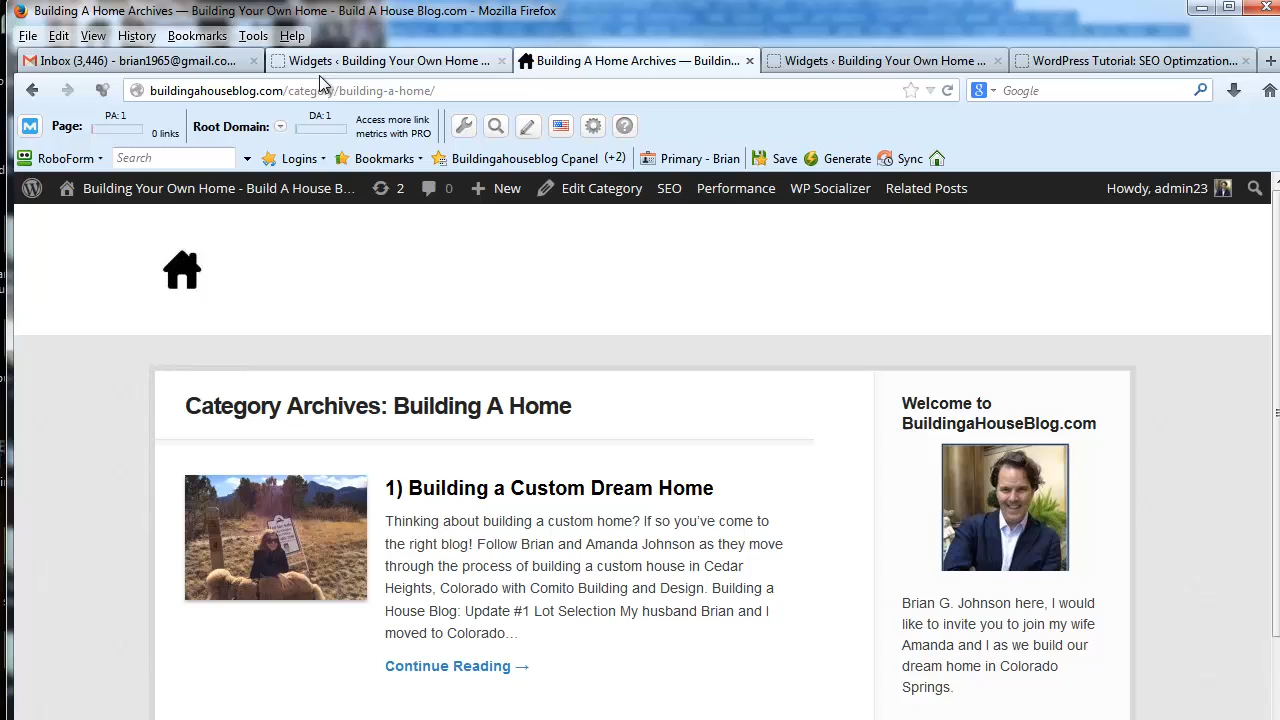 Building A Home Archives — Building Your Own Home - Build A House Blog.com - Mozilla Firefox
File Edit View History Bookmarks Tools Help
Inbox (3,446) - brian1965@gmail.co... Widgets ‹ Building Your Own Home ... Building A Home Archives — Buildin... Widgets ‹ Building Your Own Home ... WordPress Tutorial: SEO Optimzation...
buildingahouseblog.com/category/building-a-home/ Google
Page: PA: 1 0 links Root Domain: DA: 1 Access more link metrics with PRO
RoboForm Search Logins Bookmarks Buildingahouseblog Cpanel (+2) Primary - Brian Save Generate Sync
Building Your Own Home - Build A House B... 2 0 New Edit Category SEO Performance WP Socializer Related Posts Howdy, admin23
Category Archives: Building A Home
1) Building a Custom Dream Home
Thinking about building a custom home? If so you’ve come to
the right blog! Follow Brian and Amanda Johnson as they move
through the process of building a custom house in Cedar
Heights, Colorado with Comito Building and Design. Building a
House Blog: Update #1 Lot Selection My husband Brian and I
moved to Colorado…
Continue Reading →
Welcome to
BuildingaHouseBlog.com
Brian G. Johnson here, I would
like to invite you to join my wife
Amanda and I as we build our
dream home in Colorado
Springs.